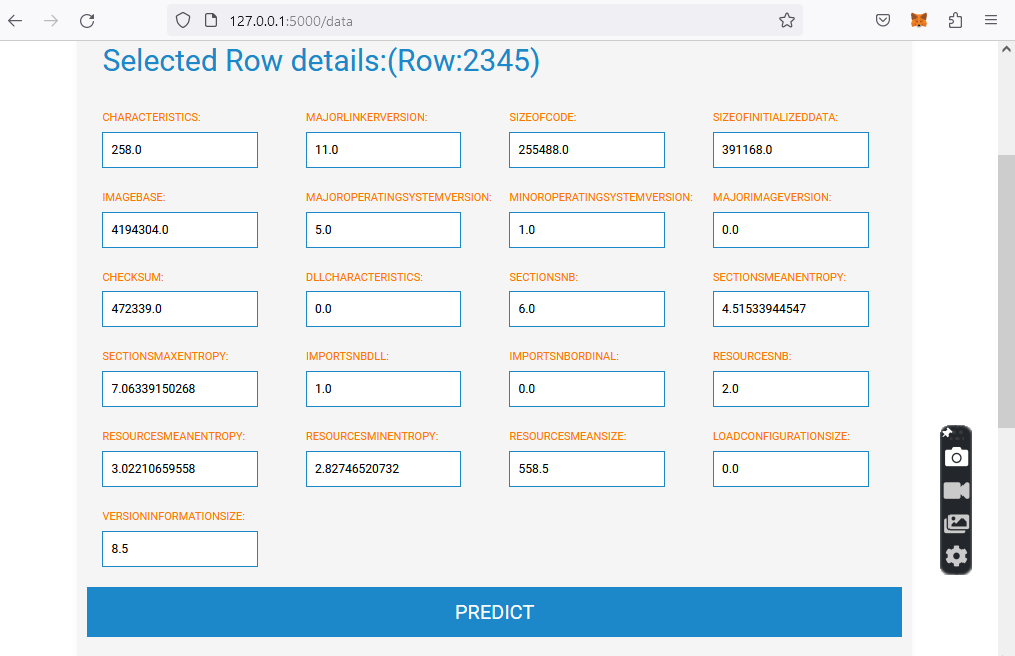 127.0.0.1:5000/data
Selected Row details:(Row:2345)
CHARACTERISTICS: MAJORLINKERVERSION: SIZEOFCODE: SIZEOFINITIALIZEDDATA:
258.0 11.0 255488.0 391168.0
IMAGEBASE: MAJOROPERATINGSYSTEMVERSION: MINOROPERATINGSYSTEMVERSION: MAJORIMAGEVERSION:
4194304.0 5.0 1.0 0.0
CHECKSUM: DLLCHARACTERISTICS: SECTIONSNB: SECTIONSMEANENTROPY:
472339.0 0.0 6.0 4.51533944547
SECTIONSMAXENTROPY: IMPORTSNBDLL: IMPORTSNBORDINAL: RESOURCESNB:
7.06339150268 1.0 0.0 2.0
RESOURCESMEANENTROPY: RESOURCESMINENTROPY: RESOURCESMEANSIZE: LOADCONFIGURATIONSIZE:
3.02210659558 2.82746520732 558.5 0.0
VERSIONINFORMATIONSIZE:
8.5
PREDICT